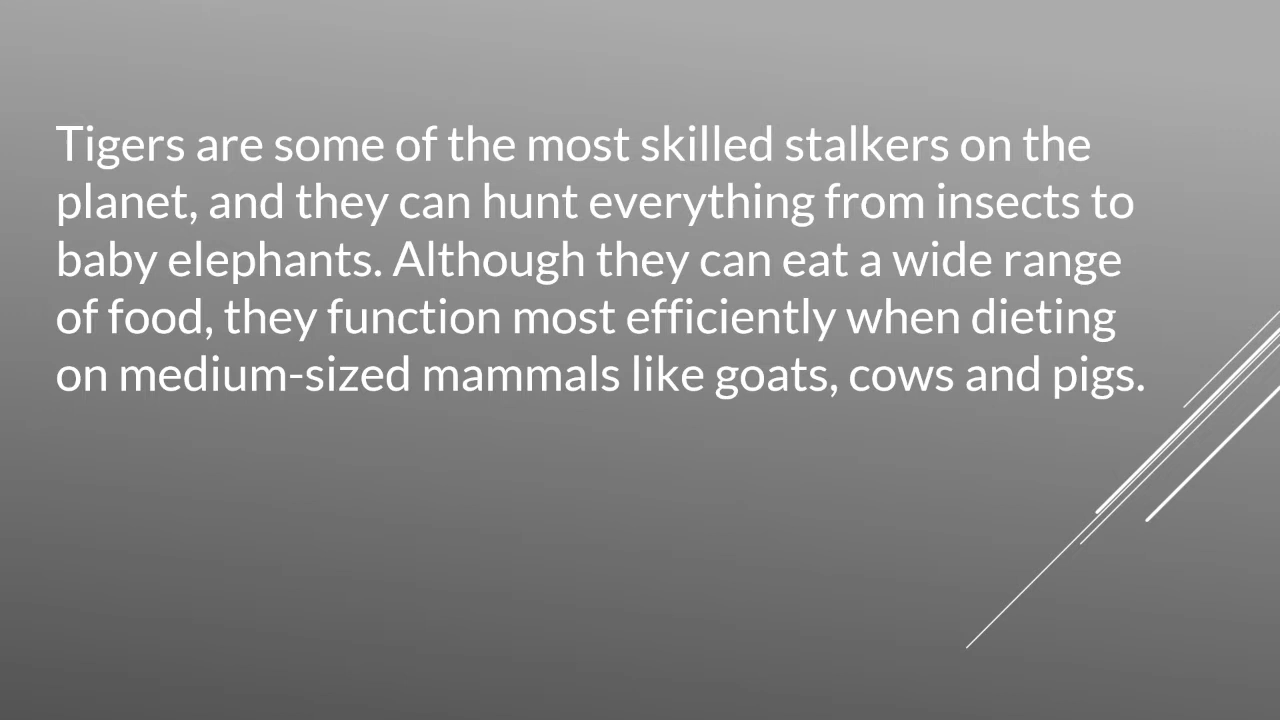 Tigers are some of the most skilled stalkers on the
planet, and they can hunt everything from insects to
baby elephants. Although they can eat a wide range
of food, they function most efficiently when dieting
on medium-sized mammals like goats, cows and pigs.